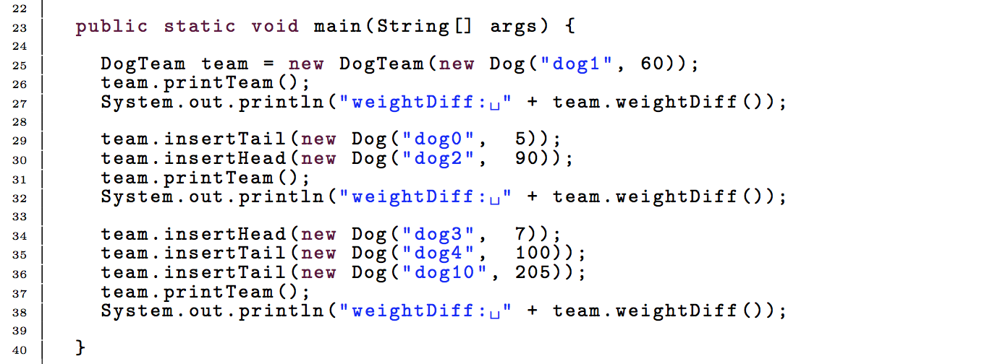 22
23 public static void main(String[] args) {
24
25 DogTeam team = new DogTeam(new Dog("dog1", 60));
26 team.printTeam();
27 System.out.println("weightDiff:␣" + team.weightDiff());
28
29 team.insertTail(new Dog("dog0", 5));
30 team.insertHead(new Dog("dog2", 90));
31 team.printTeam();
32 System.out.println("weightDiff:␣" + team.weightDiff());
33
34 team.insertHead(new Dog("dog3", 7));
35 team.insertTail(new Dog("dog4", 100));
36 team.insertTail(new Dog("dog10", 205));
37 team.printTeam();
38 System.out.println("weightDiff:␣" + team.weightDiff());
39
40 }